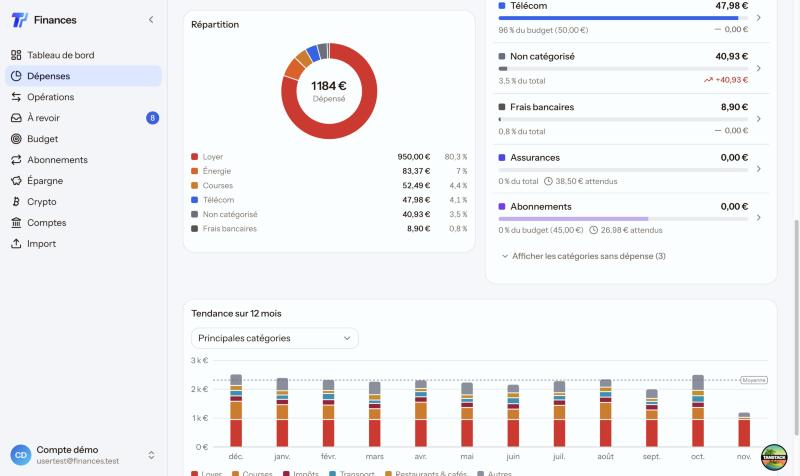 Finances
Tableau de bord
Dépenses
Opérations
À revoir
8
Budget
Abonnements
Épargne
Crypto
Comptes
Import
CD
Compte démo
usertest@finances.test
Répartition
1184 €
Dépensé
Loyer 950,00 € 80,3 %
Énergie 83,37 € 7 %
Courses 52,49 € 4,4 %
Télécom 47,98 € 4,1 %
Non catégorisé 40,93 € 3,5 %
Frais bancaires 8,90 € 0,8 %
Télécom 47,98 €
96 % du budget (50,00 €) — 0,00 €
Non catégorisé 40,93 €
3,5 % du total +40,93 €
Frais bancaires 8,90 €
0,8 % du total — 0,00 €
Assurances 0,00 €
0 % du total 38,50 € attendus
Abonnements 0,00 €
0 % du budget (45,00 €) 26,98 € attendus
Afficher les catégories sans dépense (3)
Tendance sur 12 mois
Principales catégories
3 k €
2 k €
1 k €
0 €
Moyenne
déc. janv. févr. mars avr. mai juin juil. août sept. oct. nov.
Loyer Courses Impôts Transport Restaurants & cafés Autres
TANSTACK